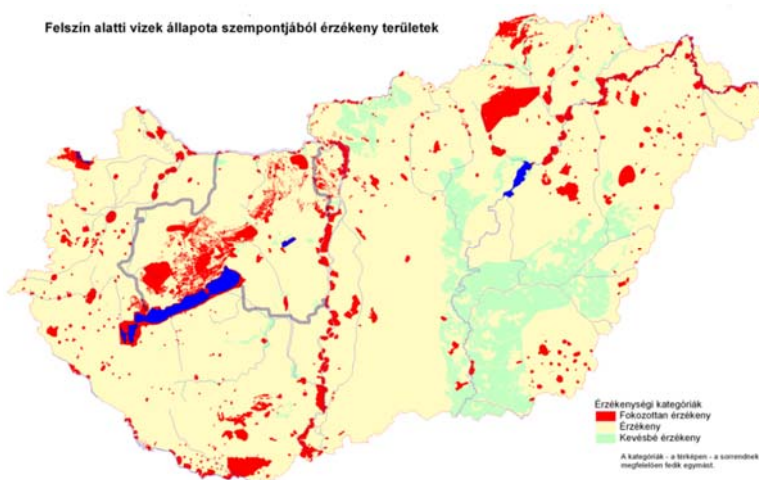 Felszín alatti vizek állapota szempontjából érzékeny területek
Érzékenységi kategóriák
Fokozottan érzékeny
Érzékeny
Kevésbé érzékeny
A kategóriák - a térképen - a sorrendnek
megfelelően fedik egymást.